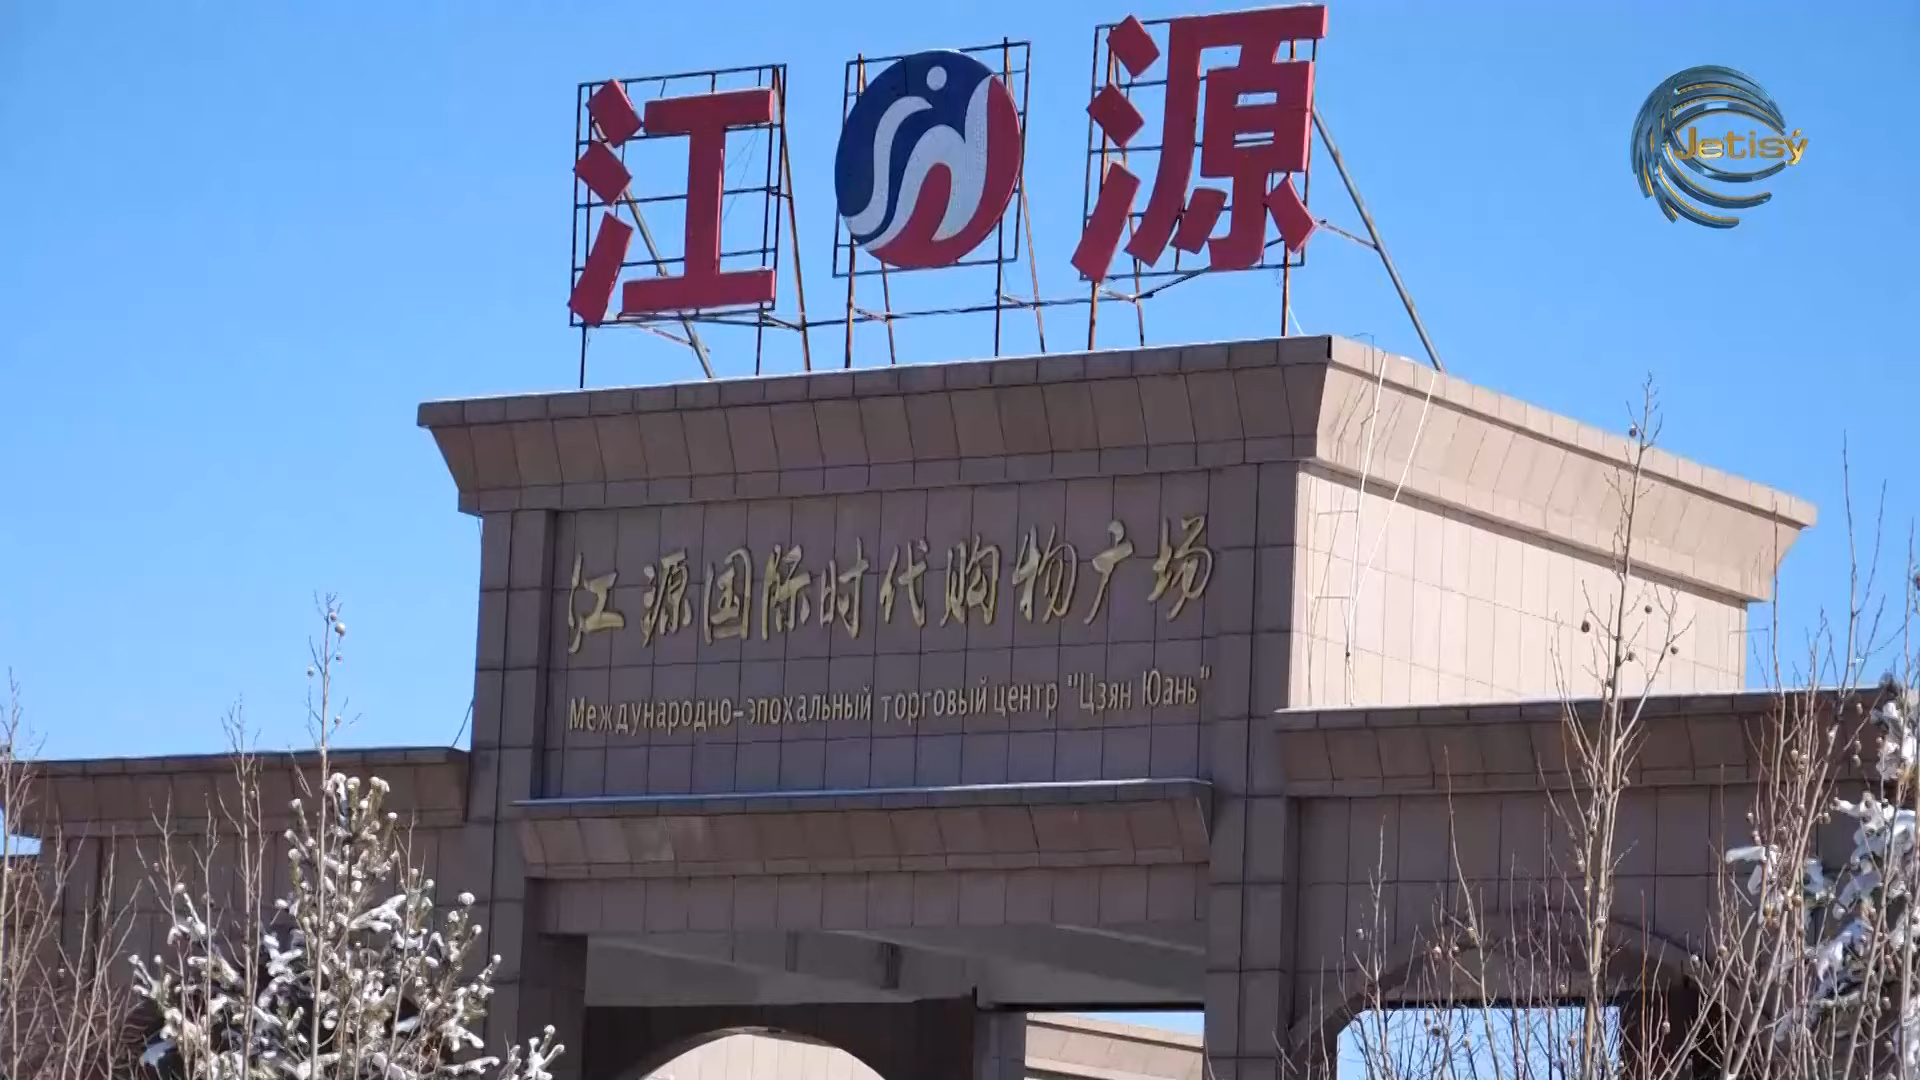 江源
Jetisý
江源国际时代购物广场
Международно-эпохальный торговый центр "Цзян Юань"